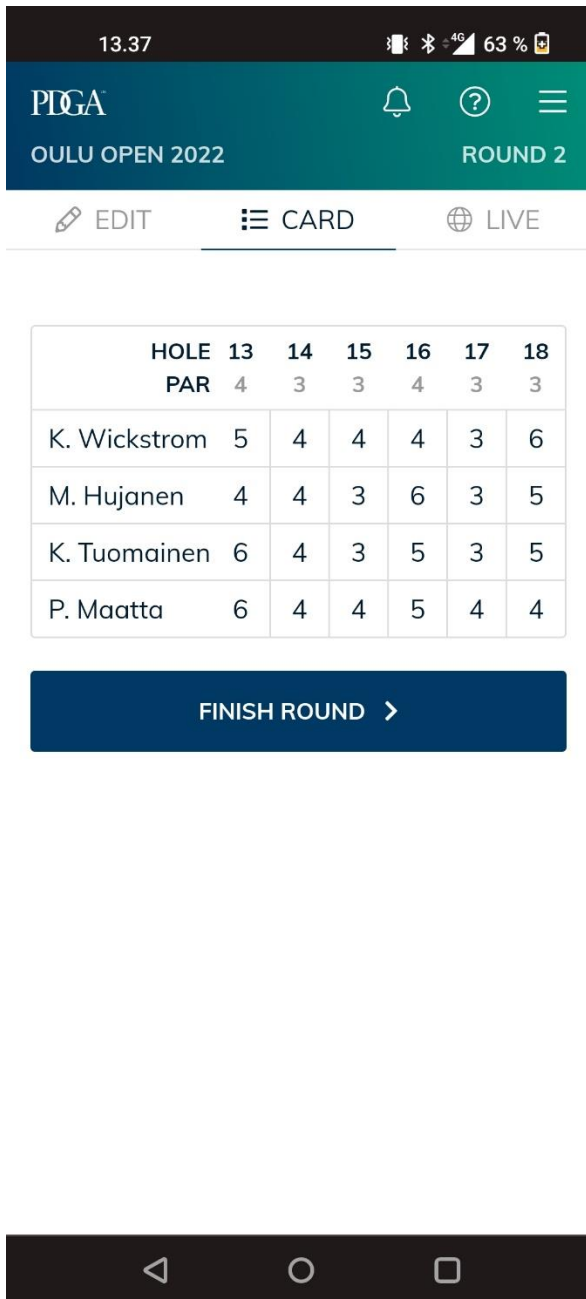 13.37 4G 63 %
PDGA
OULU OPEN 2022 ROUND 2
EDIT CARD LIVE
HOLE 13 14 15 16 17 18
PAR 4 3 3 4 3 3
K. Wickstrom 5 4 4 4 3 6
M. Hujanen 4 4 3 6 3 5
K. Tuomainen 6 4 3 5 3 5
P. Maatta 6 4 4 5 4 4
FINISH ROUND